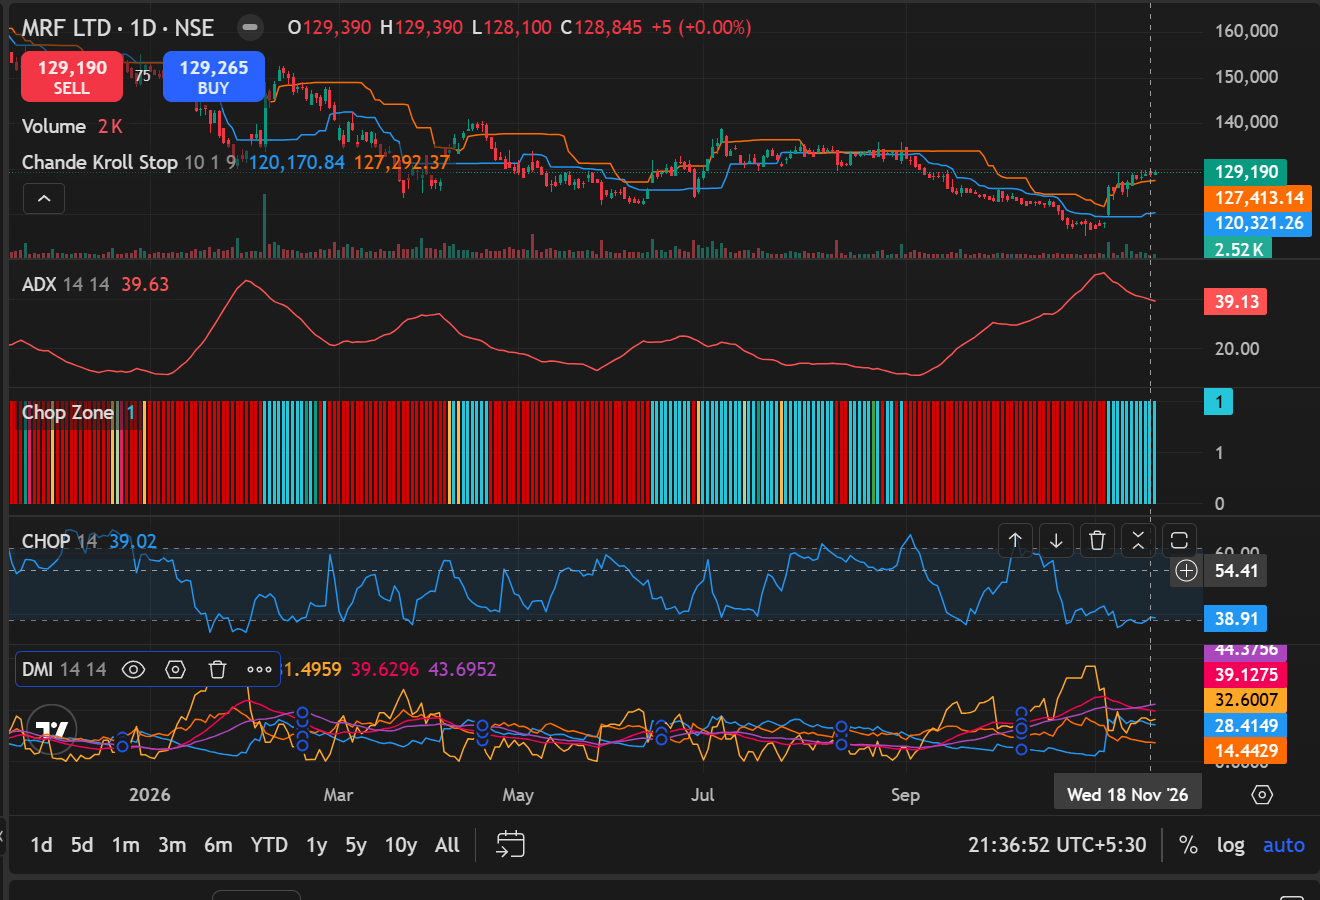 MRF LTD · 1D · NSE O129,390 H129,390 L128,100 C128,845 +5 (+0.00%)
129,190 SELL
75
129,265 BUY
Volume 2 K
Chande Kroll Stop 10 1 9 120,170.84 127,292.37
160,000
150,000
140,000
129,190
127,413.14
120,321.26
2.52 K
ADX 14 14 39.63
39.13
20.00
Chop Zone 1
1
1
0
CHOP 14 39.02
60.00
54.41
38.91
DMI 14 14 1.4959 39.6296 43.6952
44.3756
39.1275
32.6007
28.4149
14.4429
2026 Mar May Jul Sep Wed 18 Nov '26
1d 5d 1m 3m 6m YTD 1y 5y 10y All 21:36:52 UTC+5:30 % log auto